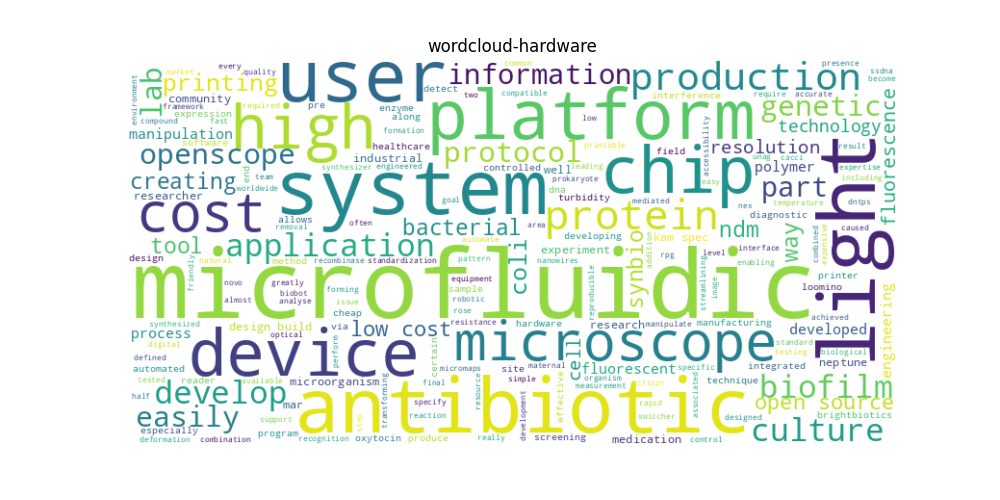 wordcloud-hardware
every
quality
market
printing
lab
community
framework
environment
compound
fast
required
pre
expression
manipulation
software
user
information
detect
two
compatible
common
production
presence
ssdna
become
require
accurate
interference
low
genetic
technology
high
enzyme
along
formation
healthcare
industrial
platform
printable
protocol
resolution
accessibility
fluorescence
openscope
creating
researcher
end
team
worldwide
synthesizer
engineered
controlled
leading
well
field
polymer
unag
cacci
result
expertise
including
system
prokaryote
dna
goal
mediated
turbidity
chip
easy
nex
diagnostic
part
temperature
dntps
light
cost
allows
removal
often
bacterial
area
protein
developing
kam spec
ndm
way
combined
expensive
caused
tool
application
automate
coli
experiment
synbio
addition
rpg
level
interface
enabling
design
natural
method
recombinase
standardization
pattern
nanowires
reproducible
streamlining
image
printer
friendly
novo
almost
greatly
biobot
analyse
forming
issue
cheap
equipment
sample
robotic
rose
loomino
microfluidic
achieved
synthesized
digital
process
design build
optical
via
perform
low cost
certain
resistance
hardware
research
manipulate
manufacturing
developed
standard
testing
biological
engineering
defined
automated
device
microscope
cell
integrated
neptune
tested
half
reader
available
microorganism
final
micromaps
site
simple
maternal
fluorescent
organism
measurement
specific
crispr
technique
associated
develop
mar
specify
transforming
resource
development
effective
rapid
switcher
designed
biofilm
open source
easily
support
antibiotic
brightbiotics
especially
program
reaction
deformation
combination
recognition
oxytocin
produce
really
screening
medication
control
culture